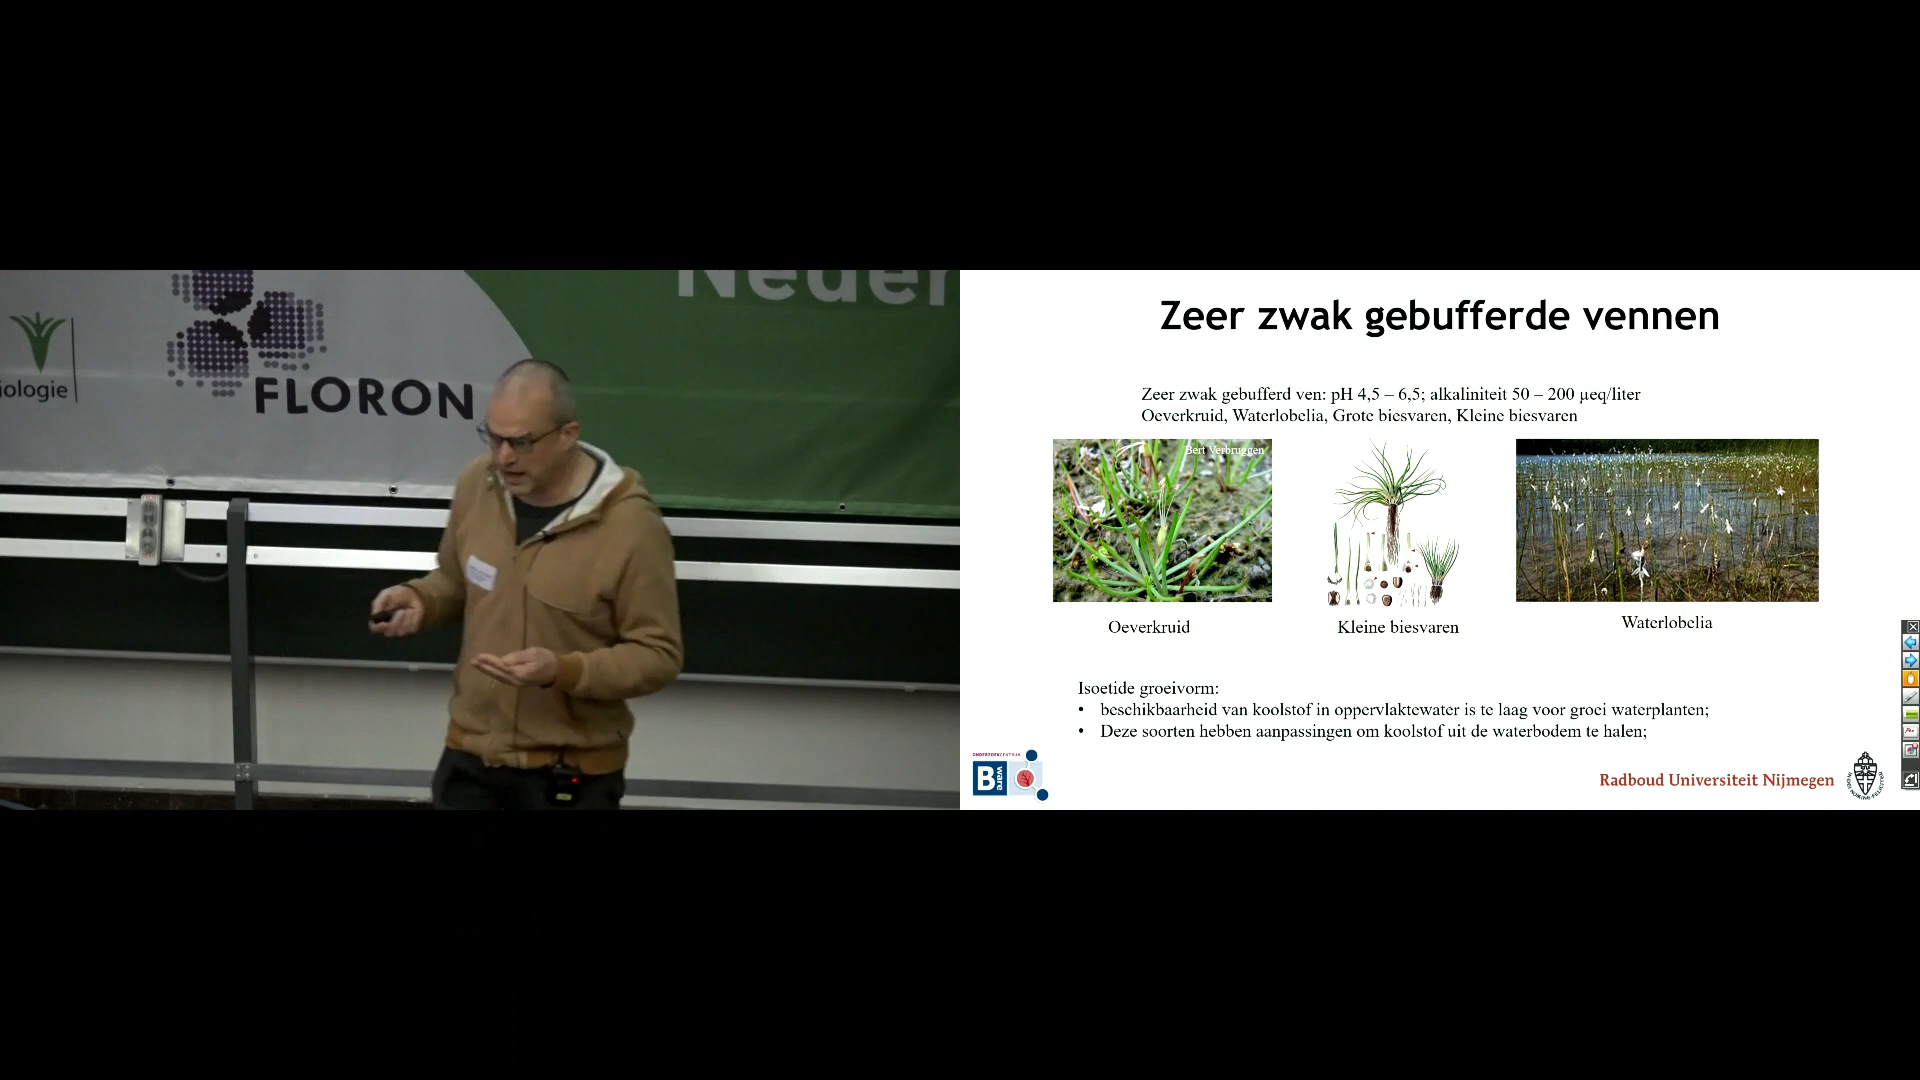 Neder
iologie
FLORON
Zeer zwak gebufferde vennen
Zeer zwak gebufferd ven: pH 4,5 – 6,5; alkaliniteit 50 – 200 µeq/liter
Oeverkruid, Waterlobelia, Grote biesvaren, Kleine biesvaren
Bert Verbruggen
Oeverkruid
Kleine biesvaren
Waterlobelia
Isoetide groeivorm:
• beschikbaarheid van koolstof in oppervlaktewater is te laag voor groei waterplanten;
• Deze soorten hebben aanpassingen om koolstof uit de waterbodem te halen;
ONDERZOEKCENTRUM
B ware
Radboud Universiteit Nijmegen